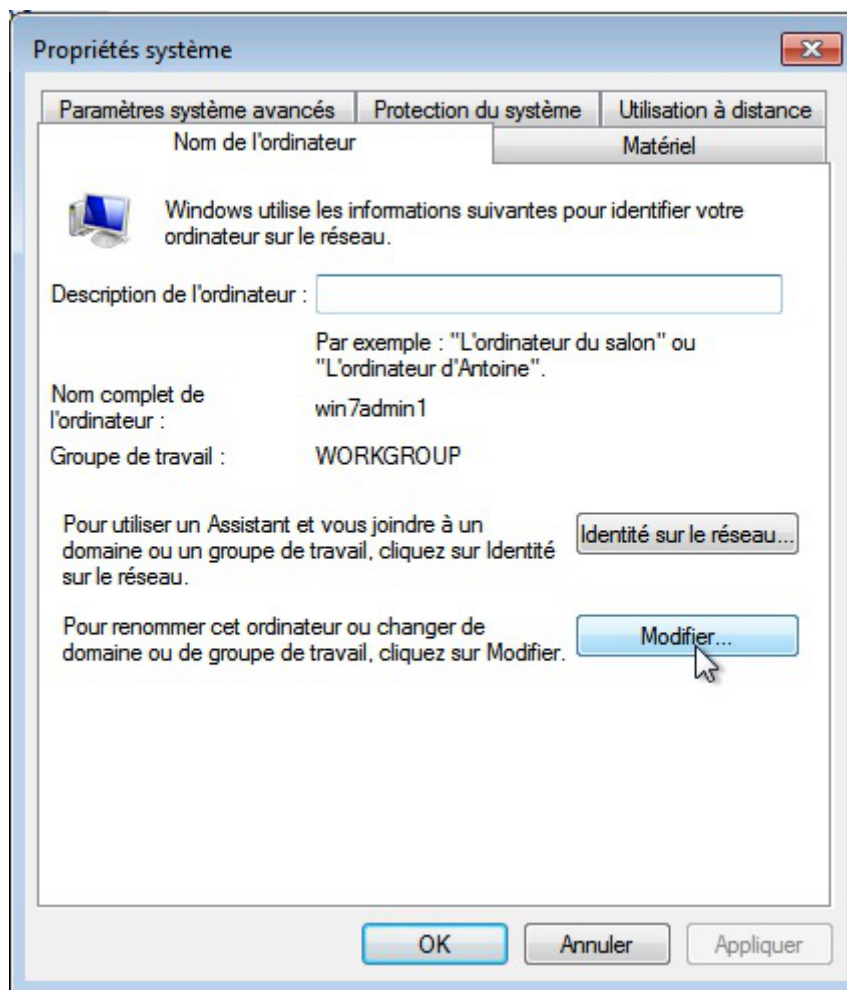 Propriétés système
Paramètres système avancés
Protection du système
Utilisation à distance
Nom de l'ordinateur
Matériel
Windows utilise les informations suivantes pour identifier votre
ordinateur sur le réseau.
Description de l'ordinateur :
Par exemple : "L'ordinateur du salon" ou
"L'ordinateur d'Antoine".
Nom complet de
l'ordinateur :
win7admin1
Groupe de travail :
WORKGROUP
Pour utiliser un Assistant et vous joindre à un
domaine ou un groupe de travail, cliquez sur Identité
sur le réseau.
Identité sur le réseau...
Pour renommer cet ordinateur ou changer de
domaine ou de groupe de travail, cliquez sur Modifier.
Modifier...
OK
Annuler
Appliquer